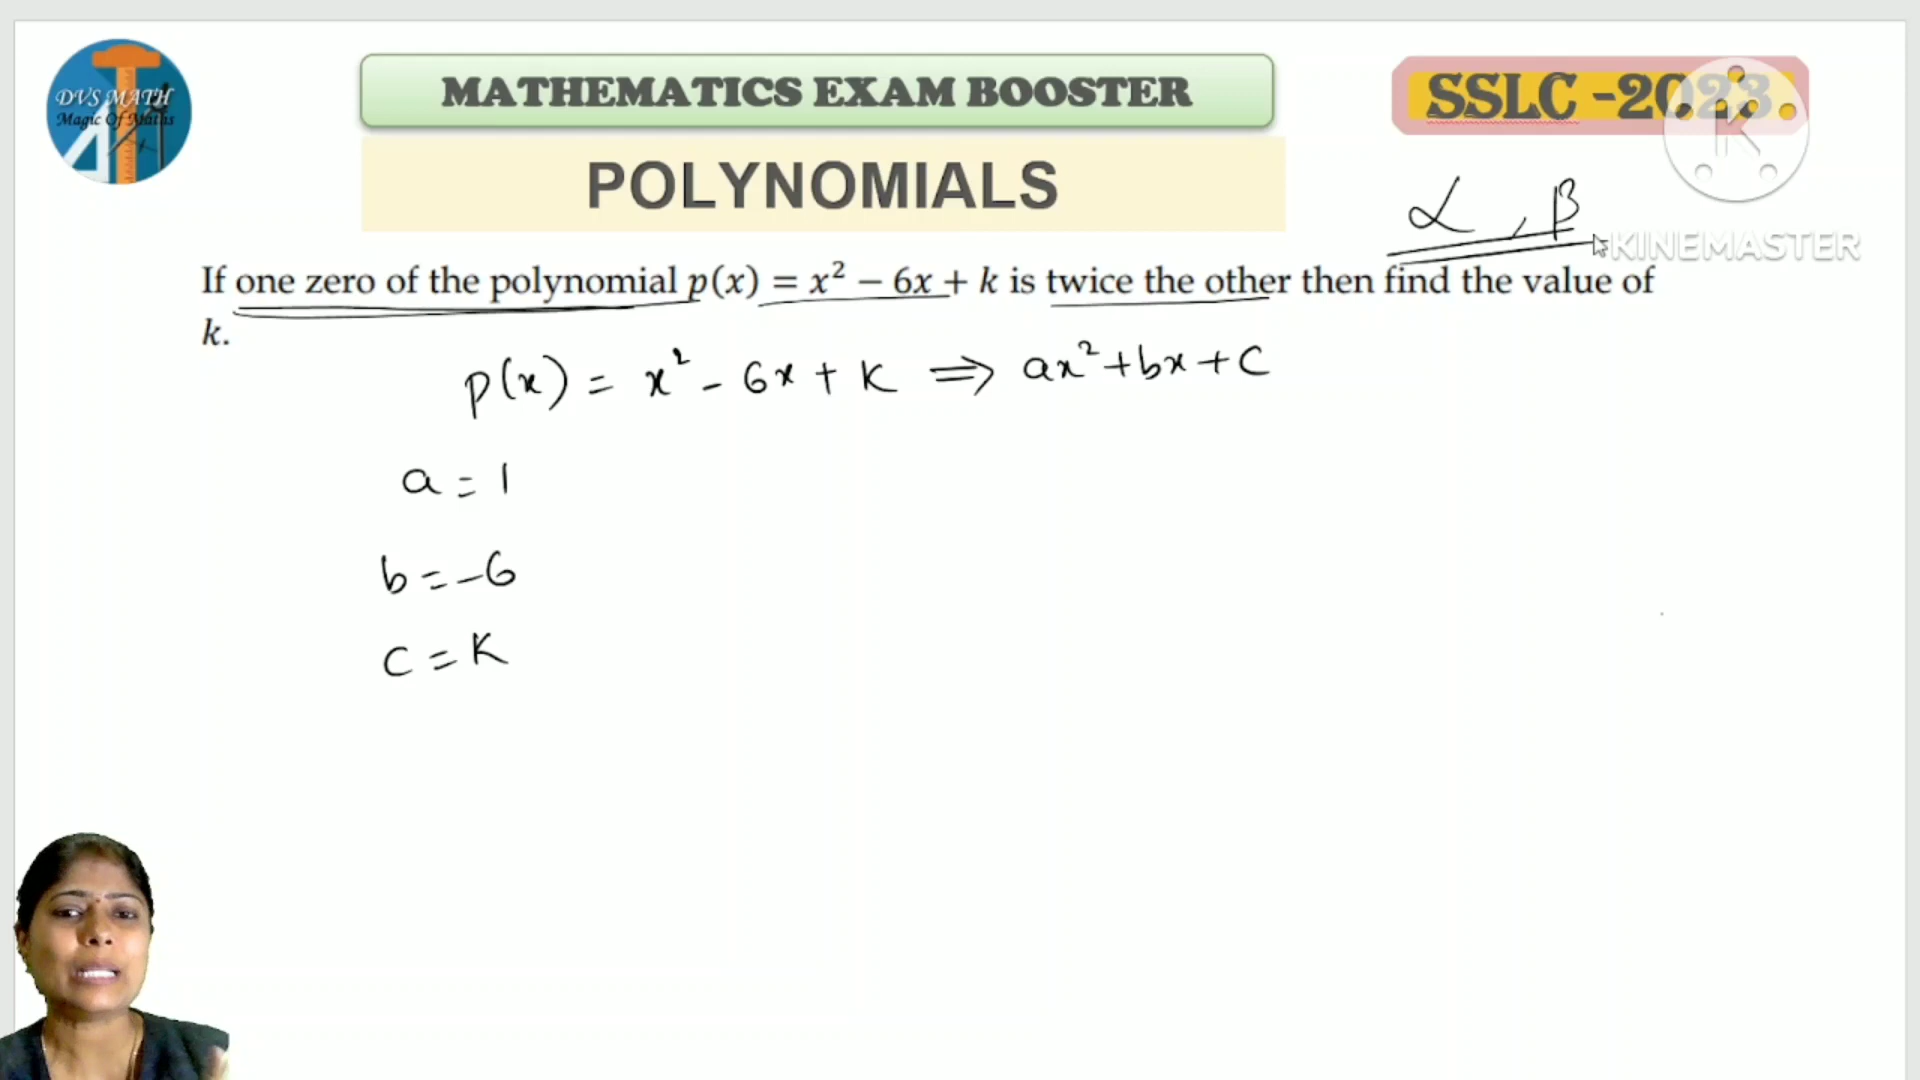 DVS MATH
Magic Of Maths
MATHEMATICS EXAM BOOSTER
SSLC -2023
K
KINEMASTER
POLYNOMIALS
α, β
If one zero of the polynomial p(x) = x² − 6x + k is twice the other then find the value of
k.
p(x) = x² - 6x + K ⇒ ax² + bx + c
a = 1
b = -6
c = K